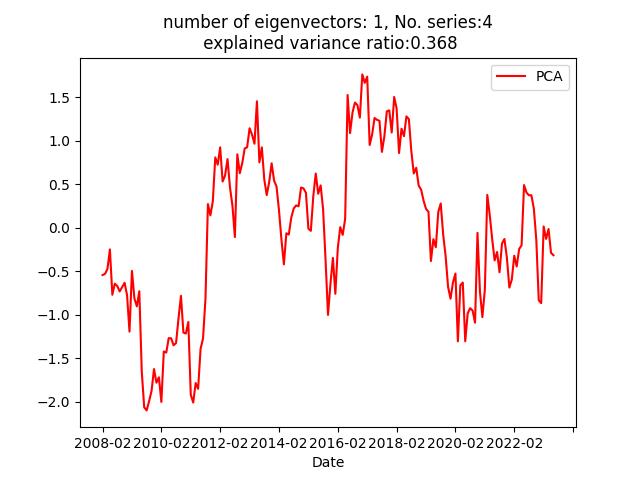 number of eigenvectors: 1, No. series:4
explained variance ratio:0.368
PCA
1.5
1.0
0.5
0.0
−0.5
−1.0
−1.5
−2.0
2008-02 2010-02 2012-02 2014-02 2016-02 2018-02 2020-02 2022-02
Date